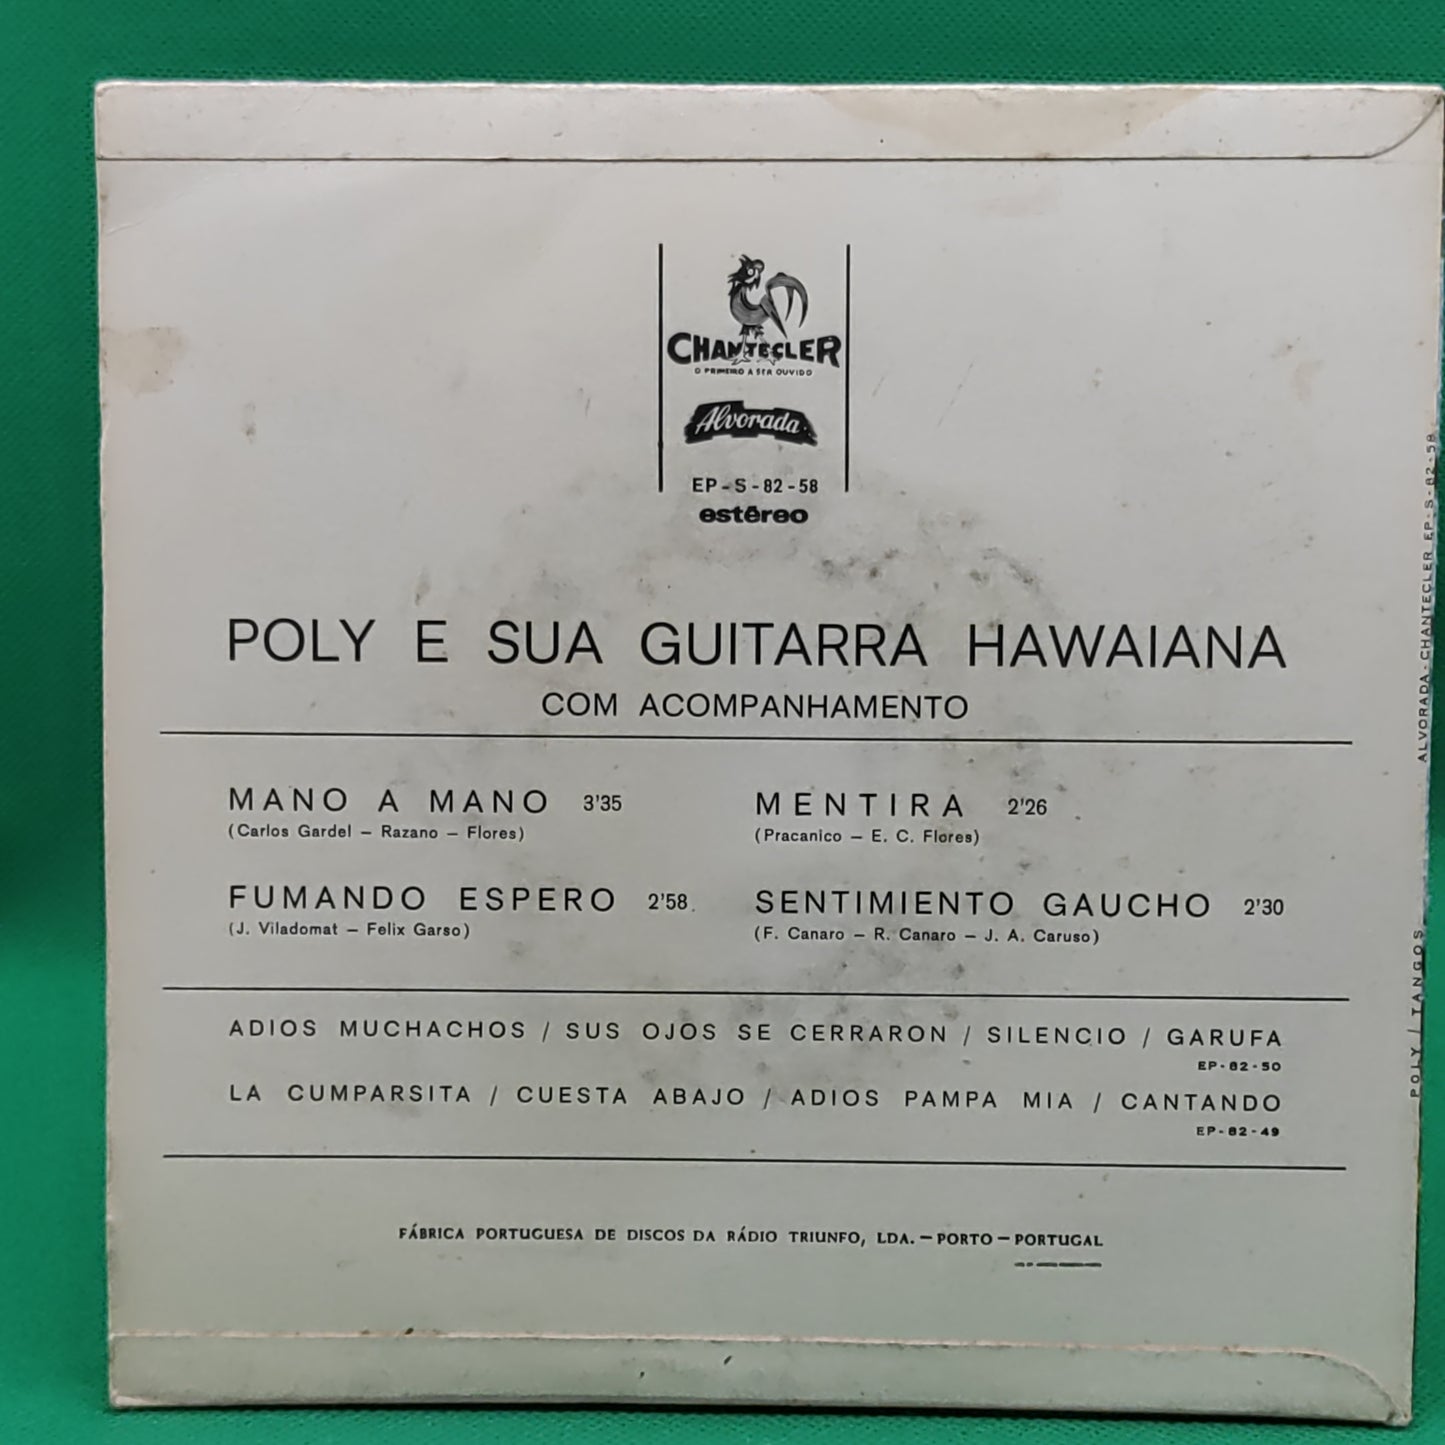 CHANTECLER
O PRIMEIRO A SER OUVIDO
Alvorada
EP-S-82-58
estéreo
POLY E SUA GUITARRA HAWAIANA
COM ACOMPANHAMENTO
MANO A MANO 3'35
(Carlos Gardel – Razano – Flores)
FUMANDO ESPERO 2'58
(J. Viladomat – Felix Garso)
MENTIRA 2'26
(Pracanico – E. C. Flores)
SENTIMIENTO GAUCHO 2'30
(F. Canaro – R. Canaro – J. A. Caruso)
ADIOS MUCHACHOS / SUS OJOS SE CERRARON / SILENCIO / GARUFA
EP-82-50
LA CUMPARSITA / CUESTA ABAJO / ADIOS PAMPA MIA / CANTANDO
EP-82-49
FÁBRICA PORTUGUESA DE DISCOS DA RÁDIO TRIUNFO, LDA. – PORTO – PORTUGAL
POLY / TANGOS ALVORADA-CHANTECLER EP-S-82-58